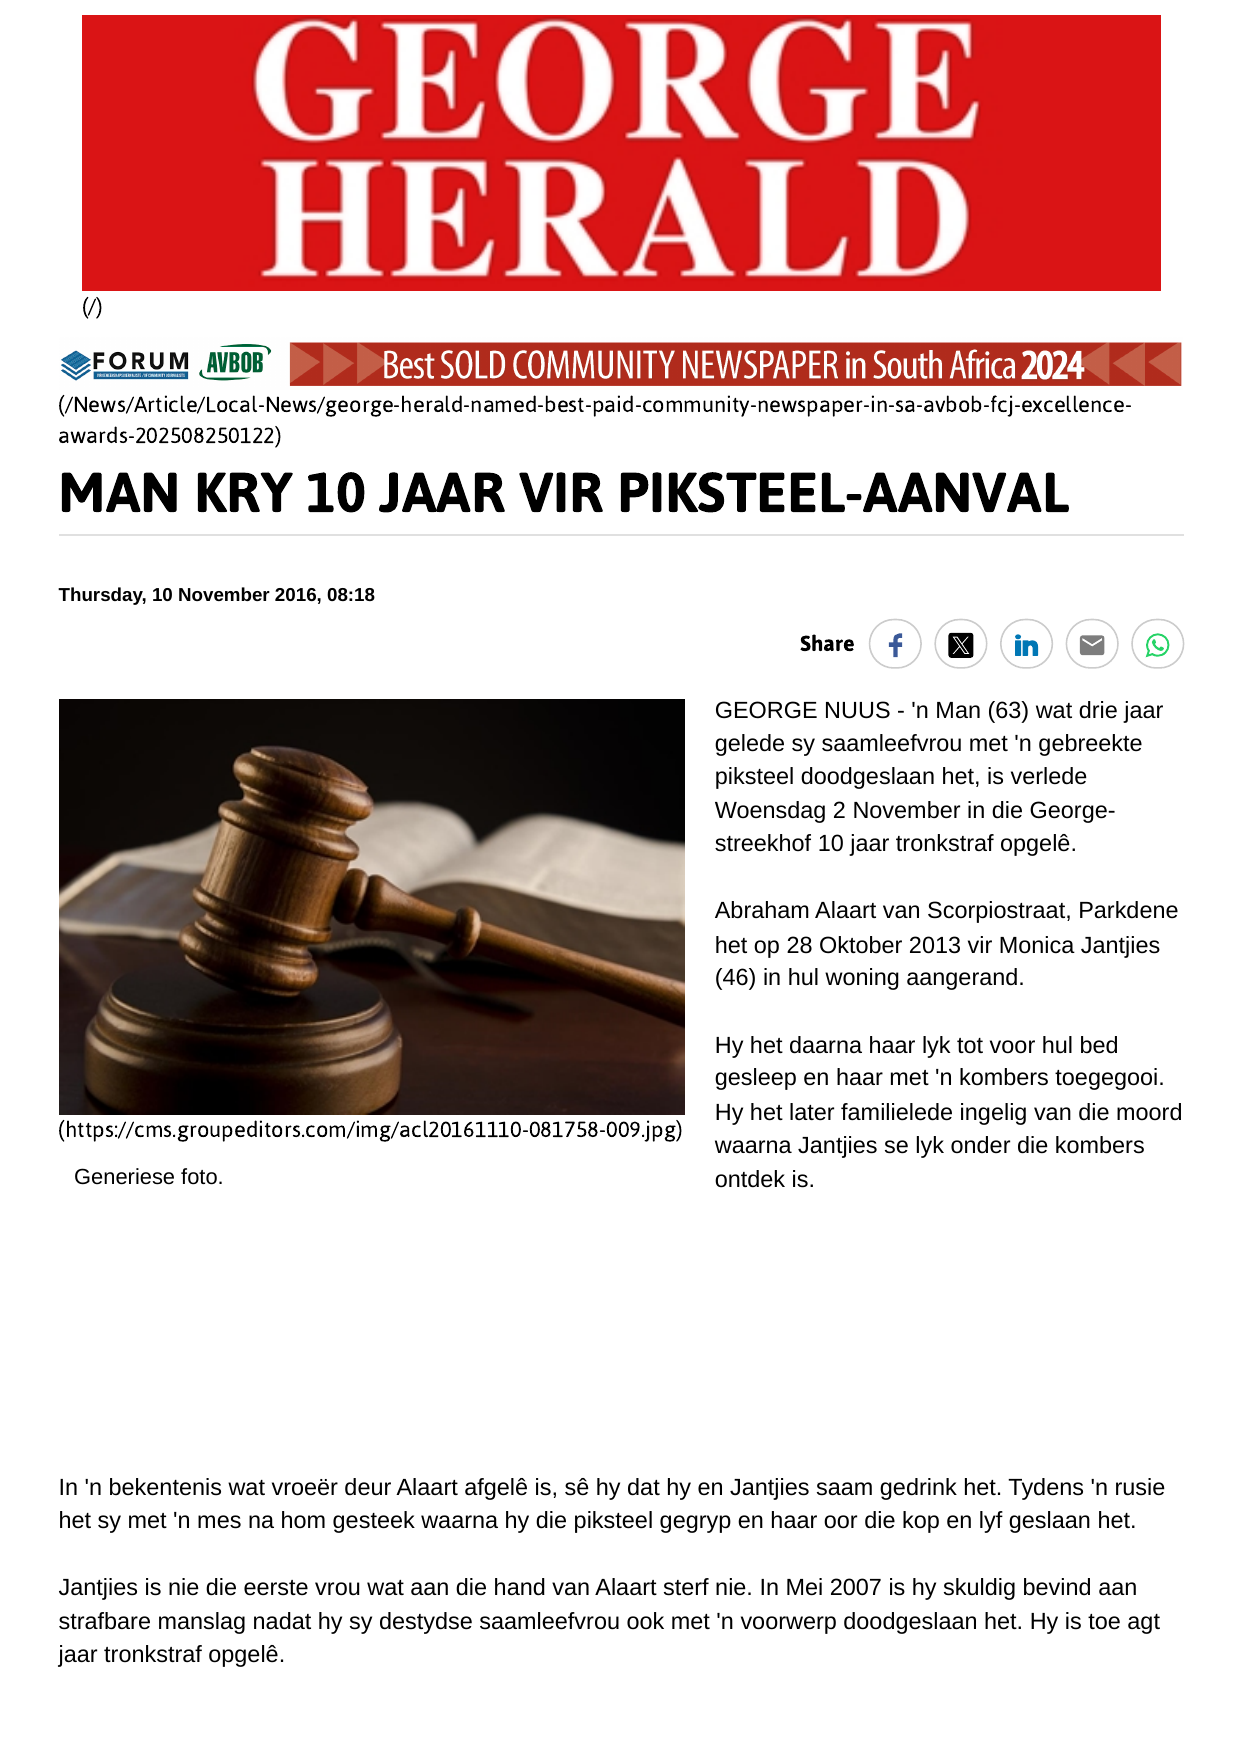 GEORGE
HERALD
(/)
FORUM AVBOB Best SOLD COMMUNITY NEWSPAPER in South Africa 2024
(/News/Article/Local-News/george-herald-named-best-paid-community-newspaper-in-sa-avbob-fcj-excellence-
awards-202508250122)
MAN KRY 10 JAAR VIR PIKSTEEL-AANVAL
Thursday, 10 November 2016, 08:18
Share
GEORGE NUUS - 'n Man (63) wat drie jaar
gelede sy saamleefvrou met 'n gebreekte
piksteel doodgeslaan het, is verlede
Woensdag 2 November in die George-
streekhof 10 jaar tronkstraf opgelê.
Abraham Alaart van Scorpiostraat, Parkdene
het op 28 Oktober 2013 vir Monica Jantjies
(46) in hul woning aangerand.
Hy het daarna haar lyk tot voor hul bed
gesleep en haar met 'n kombers toegegooi.
Hy het later familielede ingelig van die moord
waarna Jantjies se lyk onder die kombers
ontdek is.
(https://cms.groupeditors.com/img/acl20161110-081758-009.jpg)
Generiese foto.
In 'n bekentenis wat vroeër deur Alaart afgelê is, sê hy dat hy en Jantjies saam gedrink het. Tydens 'n rusie
het sy met 'n mes na hom gesteek waarna hy die piksteel gegryp en haar oor die kop en lyf geslaan het.
Jantjies is nie die eerste vrou wat aan die hand van Alaart sterf nie. In Mei 2007 is hy skuldig bevind aan
strafbare manslag nadat hy sy destydse saamleefvrou ook met 'n voorwerp doodgeslaan het. Hy is toe agt
jaar tronkstraf opgelê.